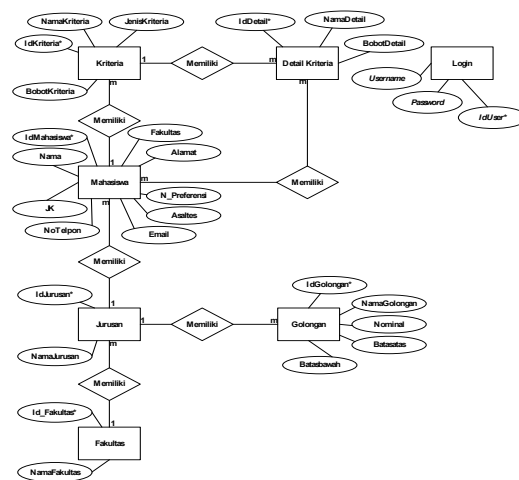 NamaKriteria
JenisKriteria
IdKriteria*
Kriteria
BobotKriteria
1
Memiliki
m
IdDetail*
NamaDetail
BobotDetail
Detail Kriteria
Login
Username
Password
IdUser*
m
m
Memiliki
1
IdMahasiswa*
Fakultas
Nama
Alamat
Mahasiswa
m
Memiliki
JK
N_Preferensi
Asaltes
NoTelpon
Email
m
Memiliki
1
IdJurusan*
Jurusan
NamaJurusan
1
Memiliki
m
IdGolongan*
NamaGolongan
Golongan
Nominal
Batasatas
Batasbawah
m
Memiliki
1
Id_Fakultas*
Fakultas
NamaFakultas